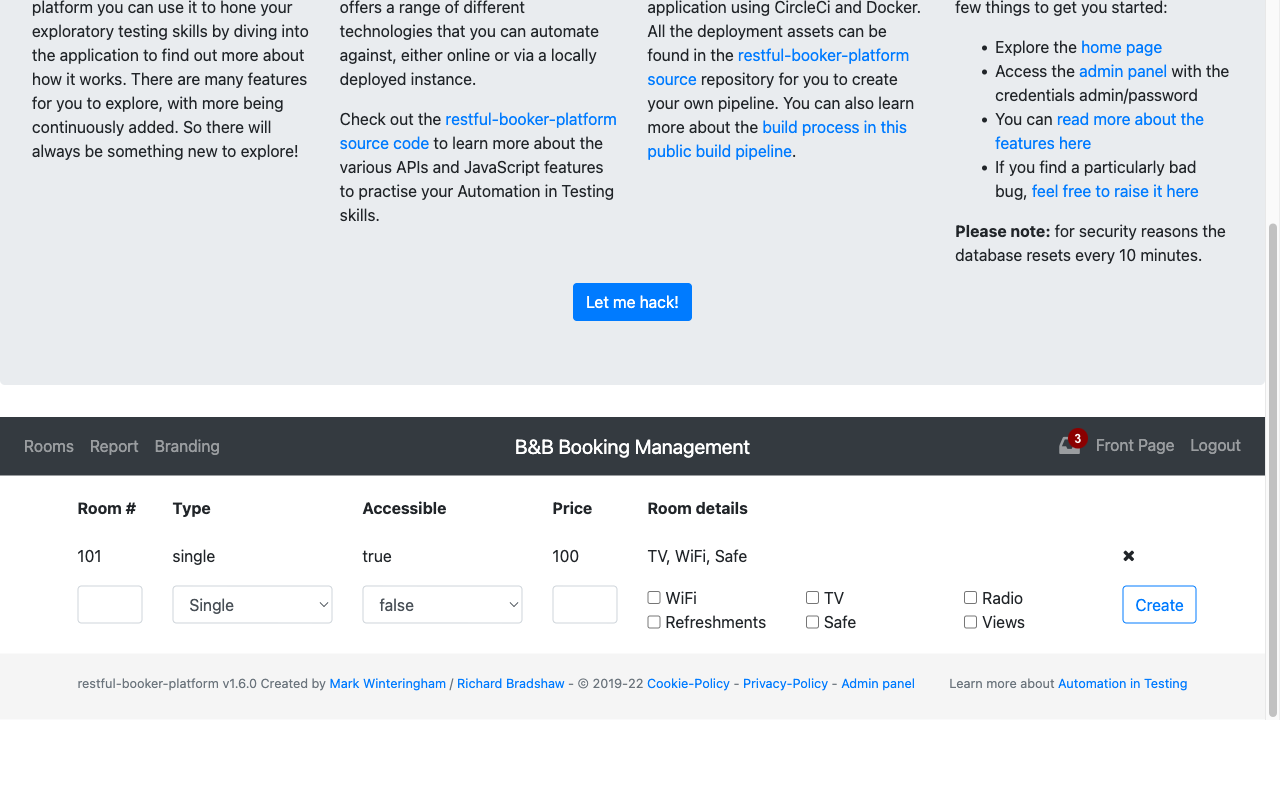 platform you can use it to hone your
exploratory testing skills by diving into
the application to find out more about
how it works. There are many features
for you to explore, with more being
continuously added. So there will
always be something new to explore!
offers a range of different
technologies that you can automate
against, either online or via a locally
deployed instance.
Check out the restful-booker-platform
source code to learn more about the
various APIs and JavaScript features
to practise your Automation in Testing
skills.
application using CircleCi and Docker.
All the deployment assets can be
found in the restful-booker-platform
source repository for you to create
your own pipeline. You can also learn
more about the build process in this
public build pipeline.
few things to get you started:
• Explore the home page
• Access the admin panel with the
credentials admin/password
• You can read more about the
features here
• If you find a particularly bad
bug, feel free to raise it here
Please note: for security reasons the
database resets every 10 minutes.
Let me hack!
Rooms Report Branding B&B Booking Management 3 Front Page Logout
Room # Type Accessible Price Room details
101 single true 100 TV, WiFi, Safe
Single false WiFi TV Radio Create
Refreshments Safe Views
restful-booker-platform v1.6.0 Created by Mark Winteringham / Richard Bradshaw - © 2019-22 Cookie-Policy - Privacy-Policy - Admin panel Learn more about Automation in Testing